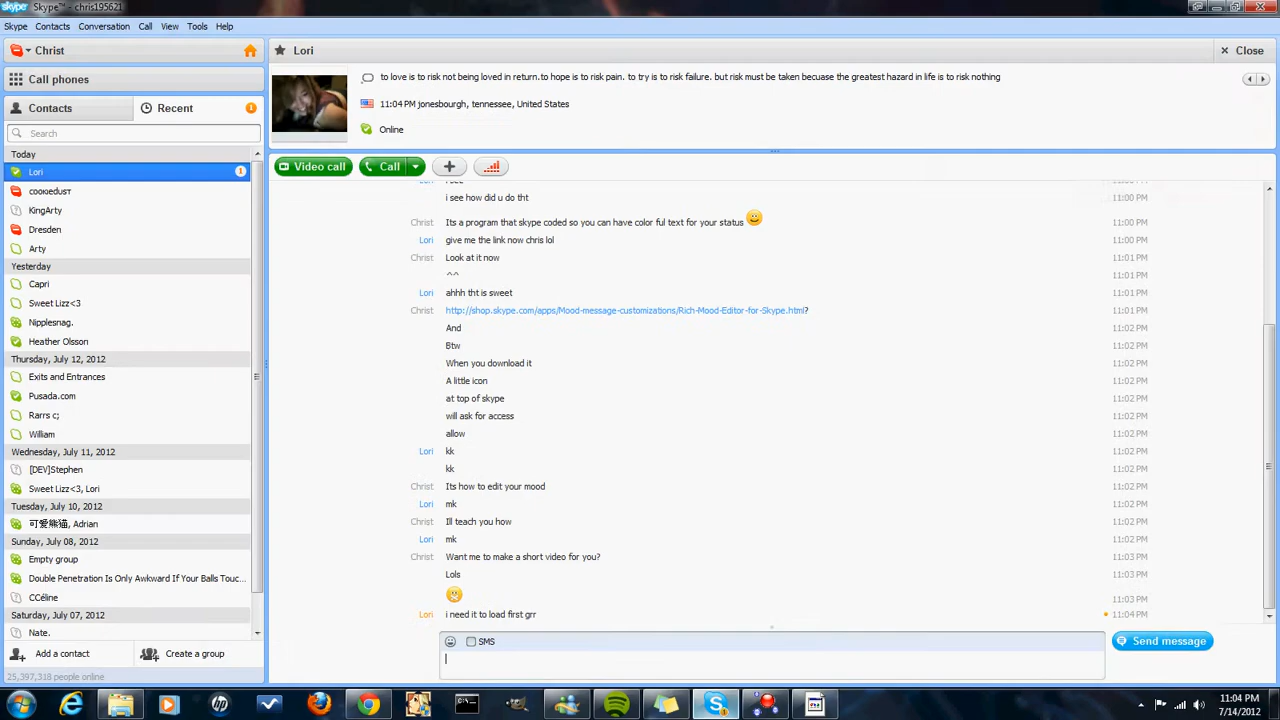 Skype™ - chris195621
Skype Contacts Conversation Call View Tools Help
Christ
Call phones
Contacts
Recent 1
Search
Today
Lori 1
cookiedust
KingArty
Dresden
Arty
Yesterday
Capri
Sweet Lizz<3
Nipplesnag.
Heather Olsson
Thursday, July 12, 2012
Exits and Entrances
Pusada.com
Rarrs c;
William
Wednesday, July 11, 2012
[DEV]Stephen
Sweet Lizz<3, Lori
Tuesday, July 10, 2012
可爱熊猫, Adrian
Sunday, July 08, 2012
Empty group
Double Penetration Is Only Awkward If Your Balls Touc...
CCéline
Saturday, July 07, 2012
Nate.
Add a contact
Create a group
25,397,318 people online
Lori
Close
to love is to risk not being loved in return.to hope is to risk pain. to try is to risk failure. but risk must be taken becuase the greatest hazard in life is to risk nothing
11:04 PM jonesbourgh, tennessee, United States
Online
Video call
Call
i see how did u do tht 11:00 PM
Christ Its a program that skype coded so you can have color ful text for your status 11:00 PM
Lori give me the link now chris lol 11:00 PM
Christ Look at it now 11:01 PM
^^ 11:01 PM
Lori ahhh tht is sweet 11:01 PM
Christ http://shop.skype.com/apps/Mood-message-customizations/Rich-Mood-Editor-for-Skype.html? 11:01 PM
And 11:02 PM
Btw 11:02 PM
When you download it 11:02 PM
A little icon 11:02 PM
at top of skype 11:02 PM
will ask for access 11:02 PM
allow 11:02 PM
Lori kk 11:02 PM
kk 11:02 PM
Christ Its how to edit your mood 11:02 PM
Lori mk 11:02 PM
Christ Ill teach you how 11:02 PM
Lori mk 11:02 PM
Christ Want me to make a short video for you? 11:03 PM
Lols 11:03 PM
11:03 PM
Lori i need it to load first grr 11:04 PM
SMS
Send message
11:04 PM
7/14/2012